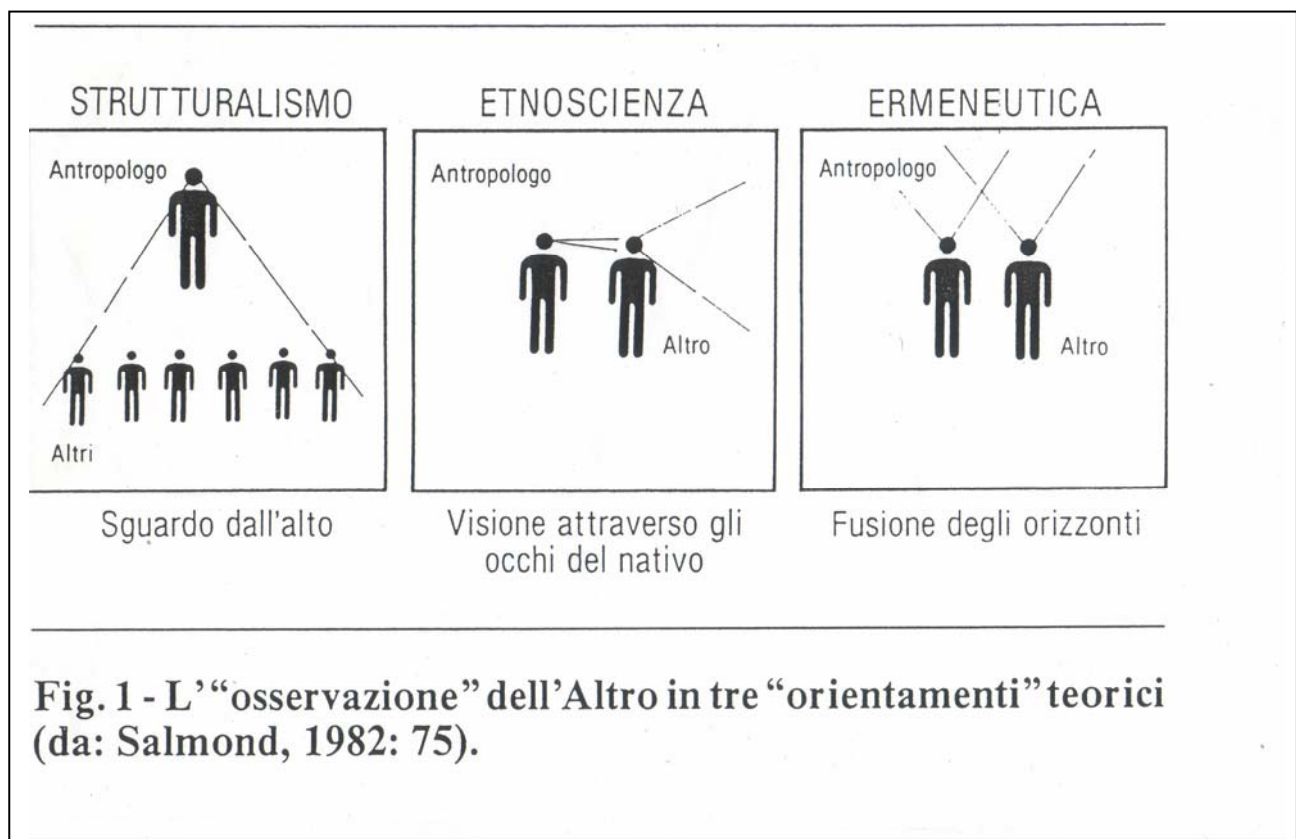 STRUTTURALISMO
Antropologo
Altri
Sguardo dall'alto
ETNOSCIENZA
Antropologo
Altro
Visione attraverso gli
occhi del nativo
ERMENEUTICA
Antropologo
Altro
Fusione degli orizzonti
Fig. 1 - L'“osservazione” dell'Altro in tre “orientamenti” teorici
(da: Salmond, 1982: 75).